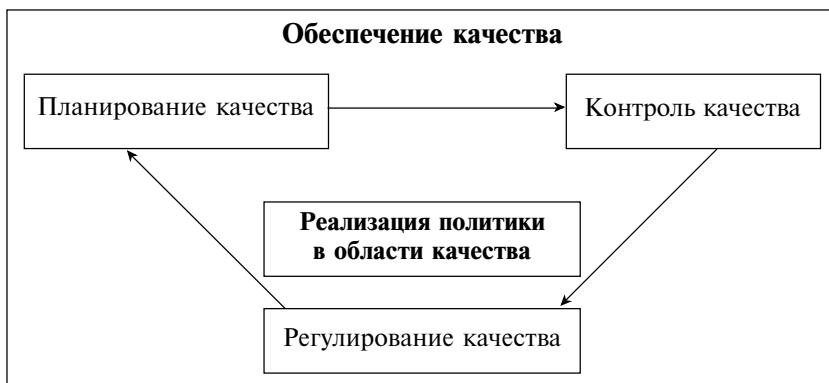 Обеспечение качества
Планирование качества
Контроль качества
Реализация политики
в области качества
Регулирование качества